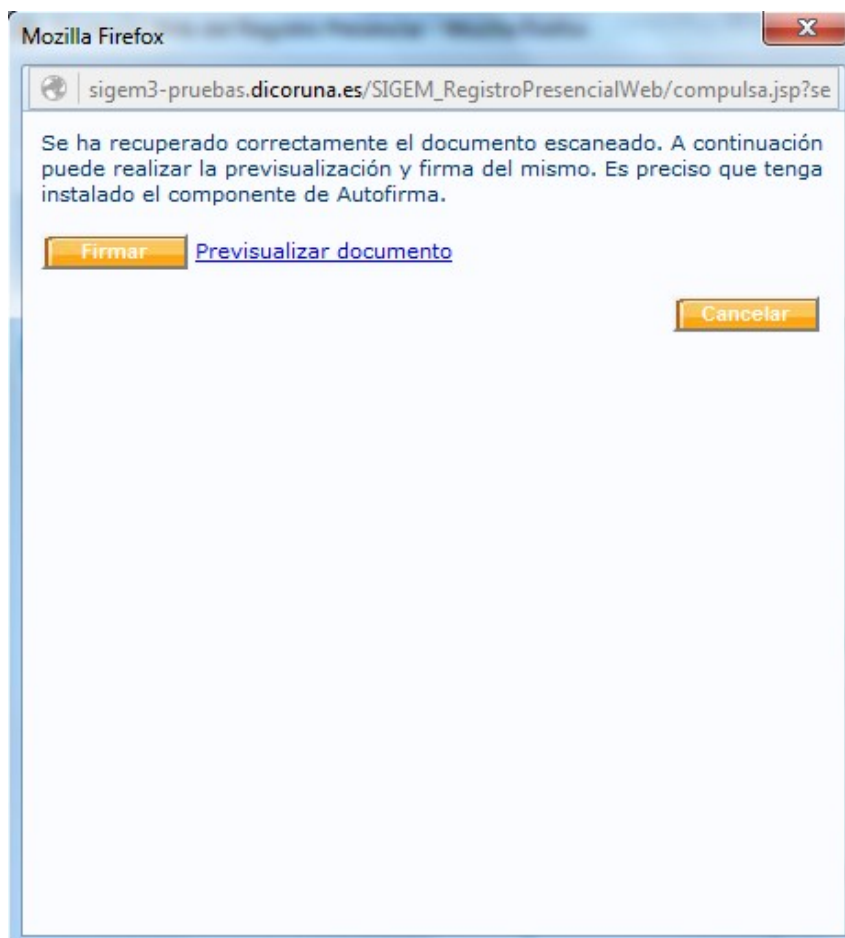 Mozilla Firefox
X
sigem3-pruebas.dicoruna.es/SIGEM_RegistroPresencialWeb/compulsa.jsp?se
Se ha recuperado correctamente el documento escaneado. A continuación
puede realizar la previsualización y firma del mismo. Es preciso que tenga
instalado el componente de Autofirma.
Firmar Previsualizar documento
Cancelar